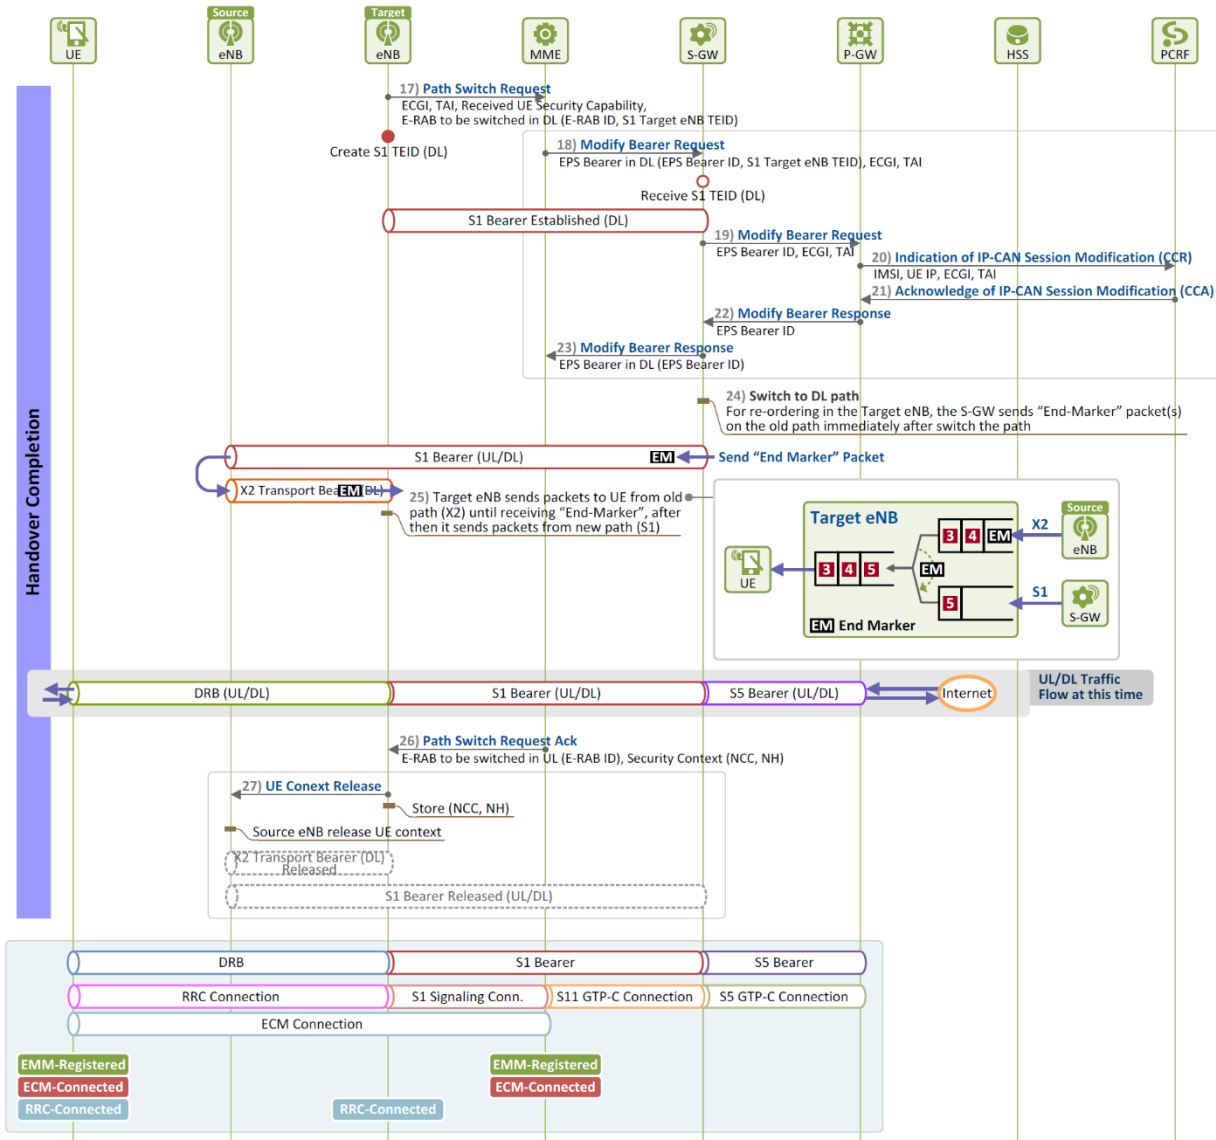 Source
Target
UE
eNB
eNB
MME
S-GW
P-GW
HSS
PCRF
Handover Completion
17) Path Switch Request
ECGI, TAI, Received UE Security Capability,
E-RAB to be switched in DL (E-RAB ID, S1 Target eNB TEID)
Create S1 TEID (DL)
18) Modify Bearer Request
EPS Bearer in DL (EPS Bearer ID, S1 Target eNB TEID), ECGI, TAI
Receive S1 TEID (DL)
S1 Bearer Established (DL)
19) Modify Bearer Request
EPS Bearer ID, ECGI, TAI
20) Indication of IP-CAN Session Modification (CCR)
IMSI, UE IP, ECGI, TAI
21) Acknowledge of IP-CAN Session Modification (CCA)
22) Modify Bearer Response
EPS Bearer ID
23) Modify Bearer Response
EPS Bearer in DL (EPS Bearer ID)
24) Switch to DL path
For re-ordering in the Target eNB, the S-GW sends “End-Marker” packet(s)
on the old path immediately after switch the path
S1 Bearer (UL/DL)
EM
Send “End Marker” Packet
X2 Transport Bearer (DL)
EM
25) Target eNB sends packets to UE from old
path (X2) until receiving “End-Marker”, after
then it sends packets from new path (S1)
Target eNB
Source
X2
eNB
3 4 EM
UE
3 4 5
EM
5
S1
S-GW
EM End Marker
DRB (UL/DL)
S1 Bearer (UL/DL)
S5 Bearer (UL/DL)
Internet
UL/DL Traffic
Flow at this time
26) Path Switch Request Ack
E-RAB to be switched in UL (E-RAB ID), Security Context (NCC, NH)
27) UE Conext Release
Store (NCC, NH)
Source eNB release UE context
X2 Transport Bearer (DL)
Released
S1 Bearer Released (UL/DL)
DRB
S1 Bearer
S5 Bearer
RRC Connection
S1 Signaling Conn.
S11 GTP-C Connection
S5 GTP-C Connection
ECM Connection
EMM-Registered
EMM-Registered
ECM-Connected
ECM-Connected
RRC-Connected
RRC-Connected